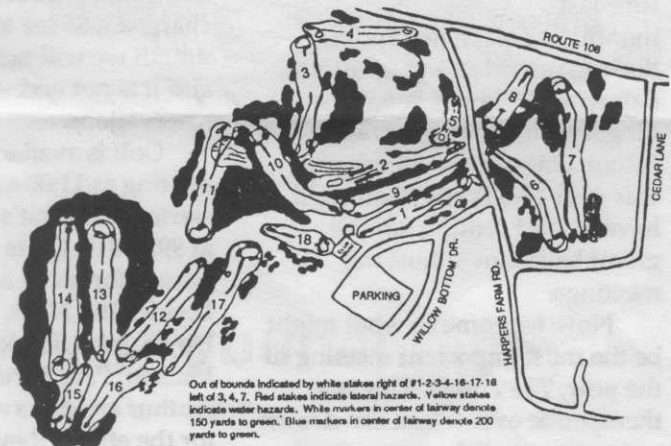 4
ROUTE 108
3
8
5
CEDAR LANE
2
7
10
6
11
9
1
18
CLUB
PARKING
WILLOW BOTTOM DR.
HARPERS FARM RD.
14
13
12
17
16
15
Out of bounds indicated by white stakes right of #1-2-3-4-16-17-18
left of 3, 4, 7. Red stakes indicate lateral hazards. Yellow stakes
indicate water hazards. White markers in center of fairway denote
150 yards to green. Blue markers in center of fairway denote 200
yards to green.